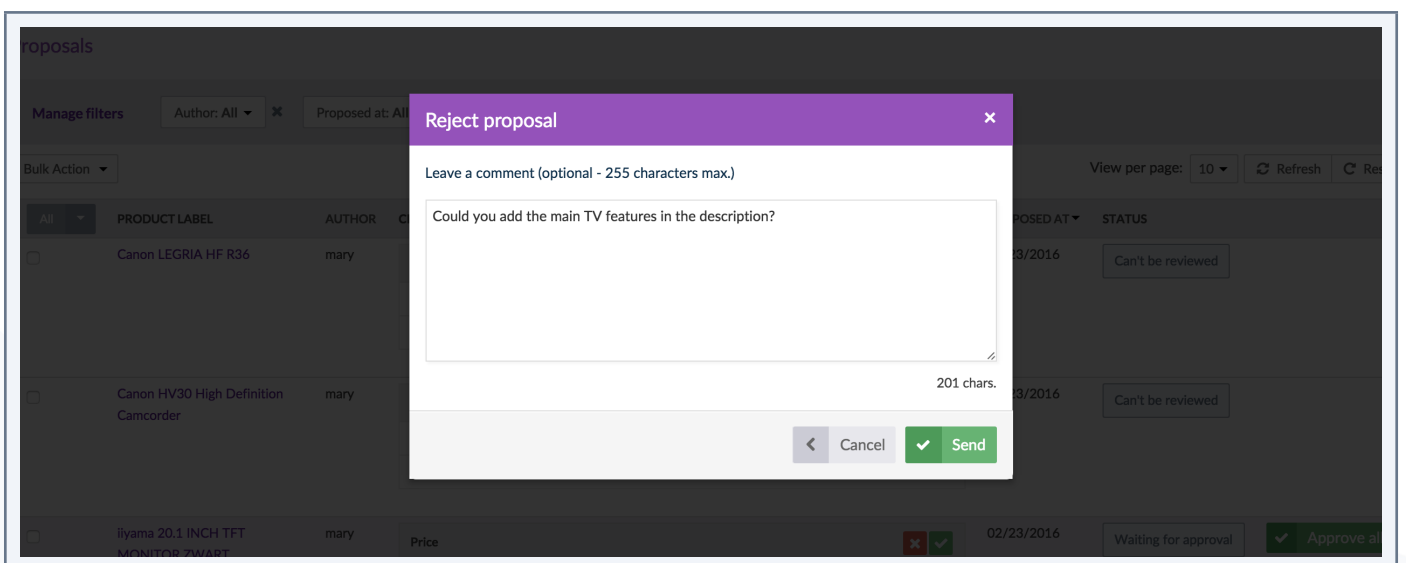 roposals
Manage filters Author: All Proposed at: All
Reject proposal
Bulk Action View per page: 10 Refresh Res
Leave a comment (optional - 255 characters max.)
All PRODUCT LABEL AUTHOR C POSED AT STATUS
Could you add the main TV features in the description?
Canon LEGRIA HF R36 mary 23/2016 Can't be reviewed
201 chars.
Canon HV30 High Definition mary 23/2016 Can't be reviewed
Camcorder
Cancel Send
iiyama 20.1 INCH TFT mary Price 02/23/2016 Waiting for approval Approve all
MONITOR ZWART